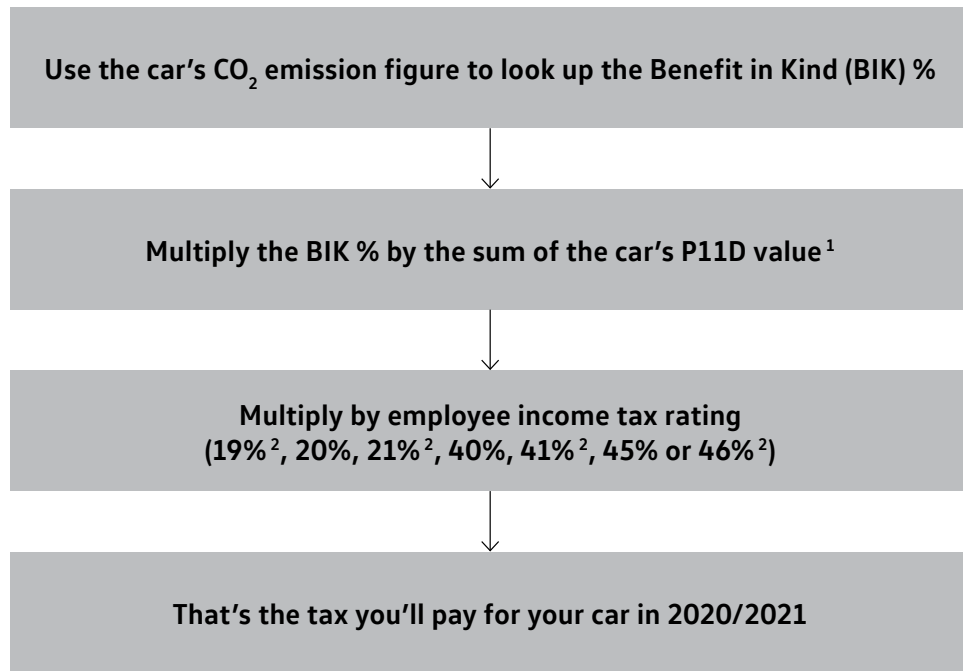 Use the car's CO₂ emission figure to look up the Benefit in Kind (BIK) %
Multiply the BIK % by the sum of the car's P11D value ¹
Multiply by employee income tax rating
(19% ², 20%, 21% ², 40%, 41% ², 45% or 46% ²)
That's the tax you'll pay for your car in 2020/2021